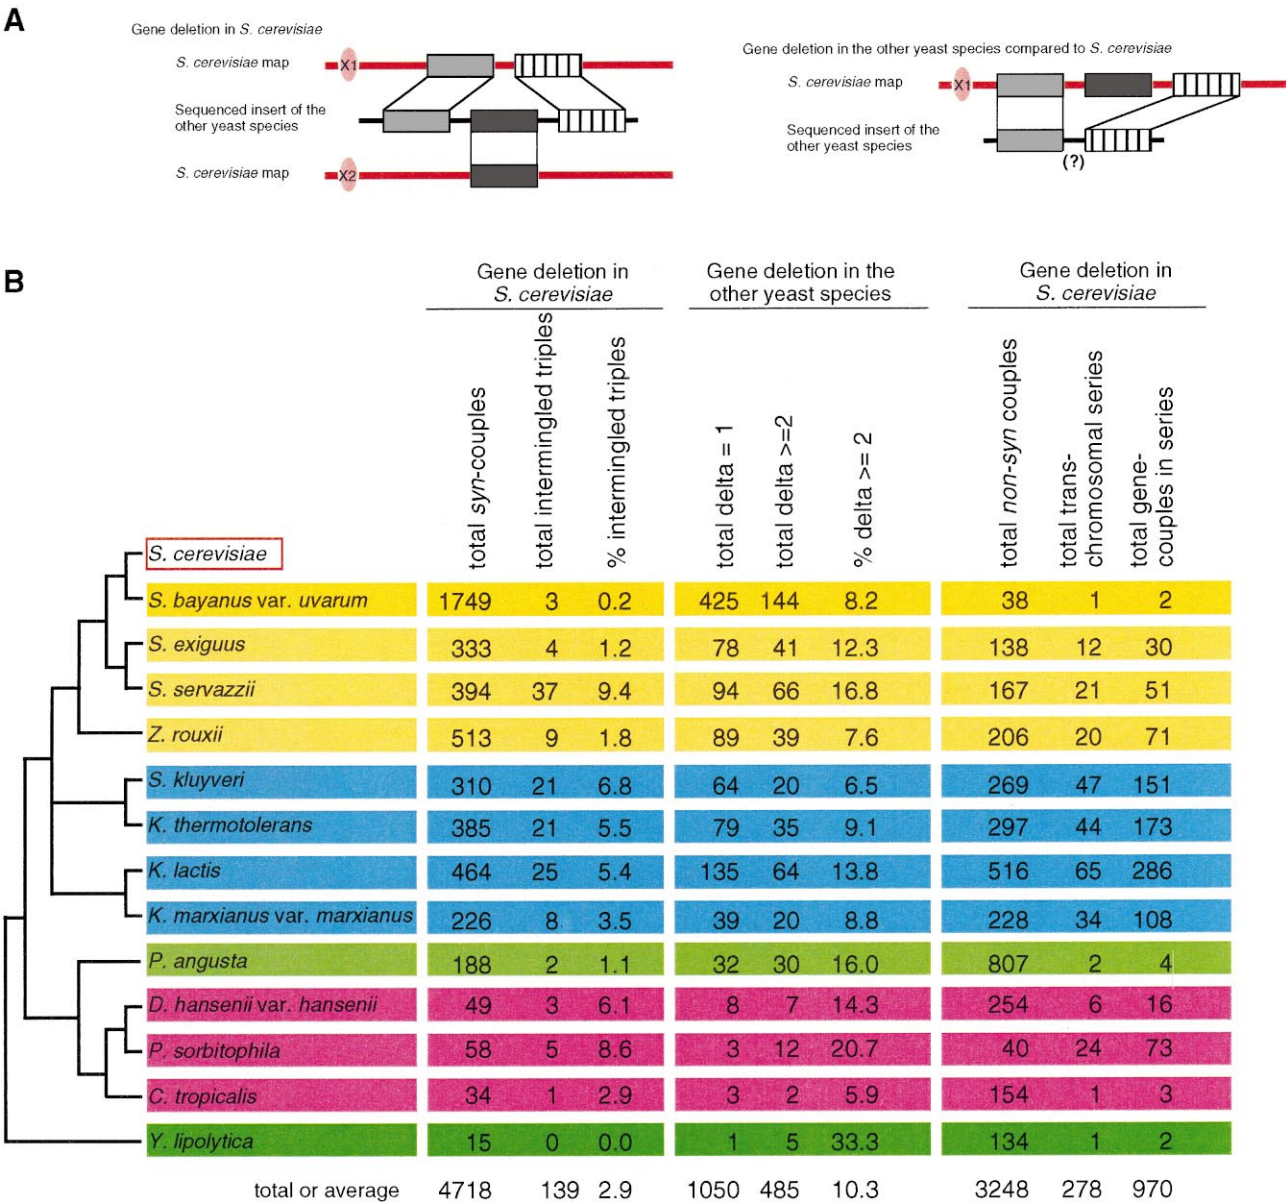 A
Gene deletion in S. cerevisiae
S. cerevisiae map
X1
Sequenced insert of the
other yeast species
S. cerevisiae map
X2
Gene deletion in the other yeast species compared to S. cerevisiae
S. cerevisiae map
X1
Sequenced insert of the
other yeast species
(?)
B
Gene deletion in
S. cerevisiae
Gene deletion in the
other yeast species
Gene deletion in
S. cerevisiae
total syn-couples
total intermingled triples
% intermingled triples
total delta = 1
total delta >=2
% delta >= 2
total non-syn couples
total trans-
chromosomal series
total gene-
couples in series
S. cerevisiae
S. bayanus var. uvarum 1749 3 0.2 425 144 8.2 38 1 2
S. exiguus 333 4 1.2 78 41 12.3 138 12 30
S. servazzii 394 37 9.4 94 66 16.8 167 21 51
Z. rouxii 513 9 1.8 89 39 7.6 206 20 71
S. kluyveri 310 21 6.8 64 20 6.5 269 47 151
K. thermotolerans 385 21 5.5 79 35 9.1 297 44 173
K. lactis 464 25 5.4 135 64 13.8 516 65 286
K. marxianus var. marxianus 226 8 3.5 39 20 8.8 228 34 108
P. angusta 188 2 1.1 32 30 16.0 807 2 4
D. hansenii var. hansenii 49 3 6.1 8 7 14.3 254 6 16
P. sorbitophila 58 5 8.6 3 12 20.7 40 24 73
C. tropicalis 34 1 2.9 3 2 5.9 154 1 3
Y. lipolytica 15 0 0.0 1 5 33.3 134 1 2
total or average 4718 139 2.9 1050 485 10.3 3248 278 970